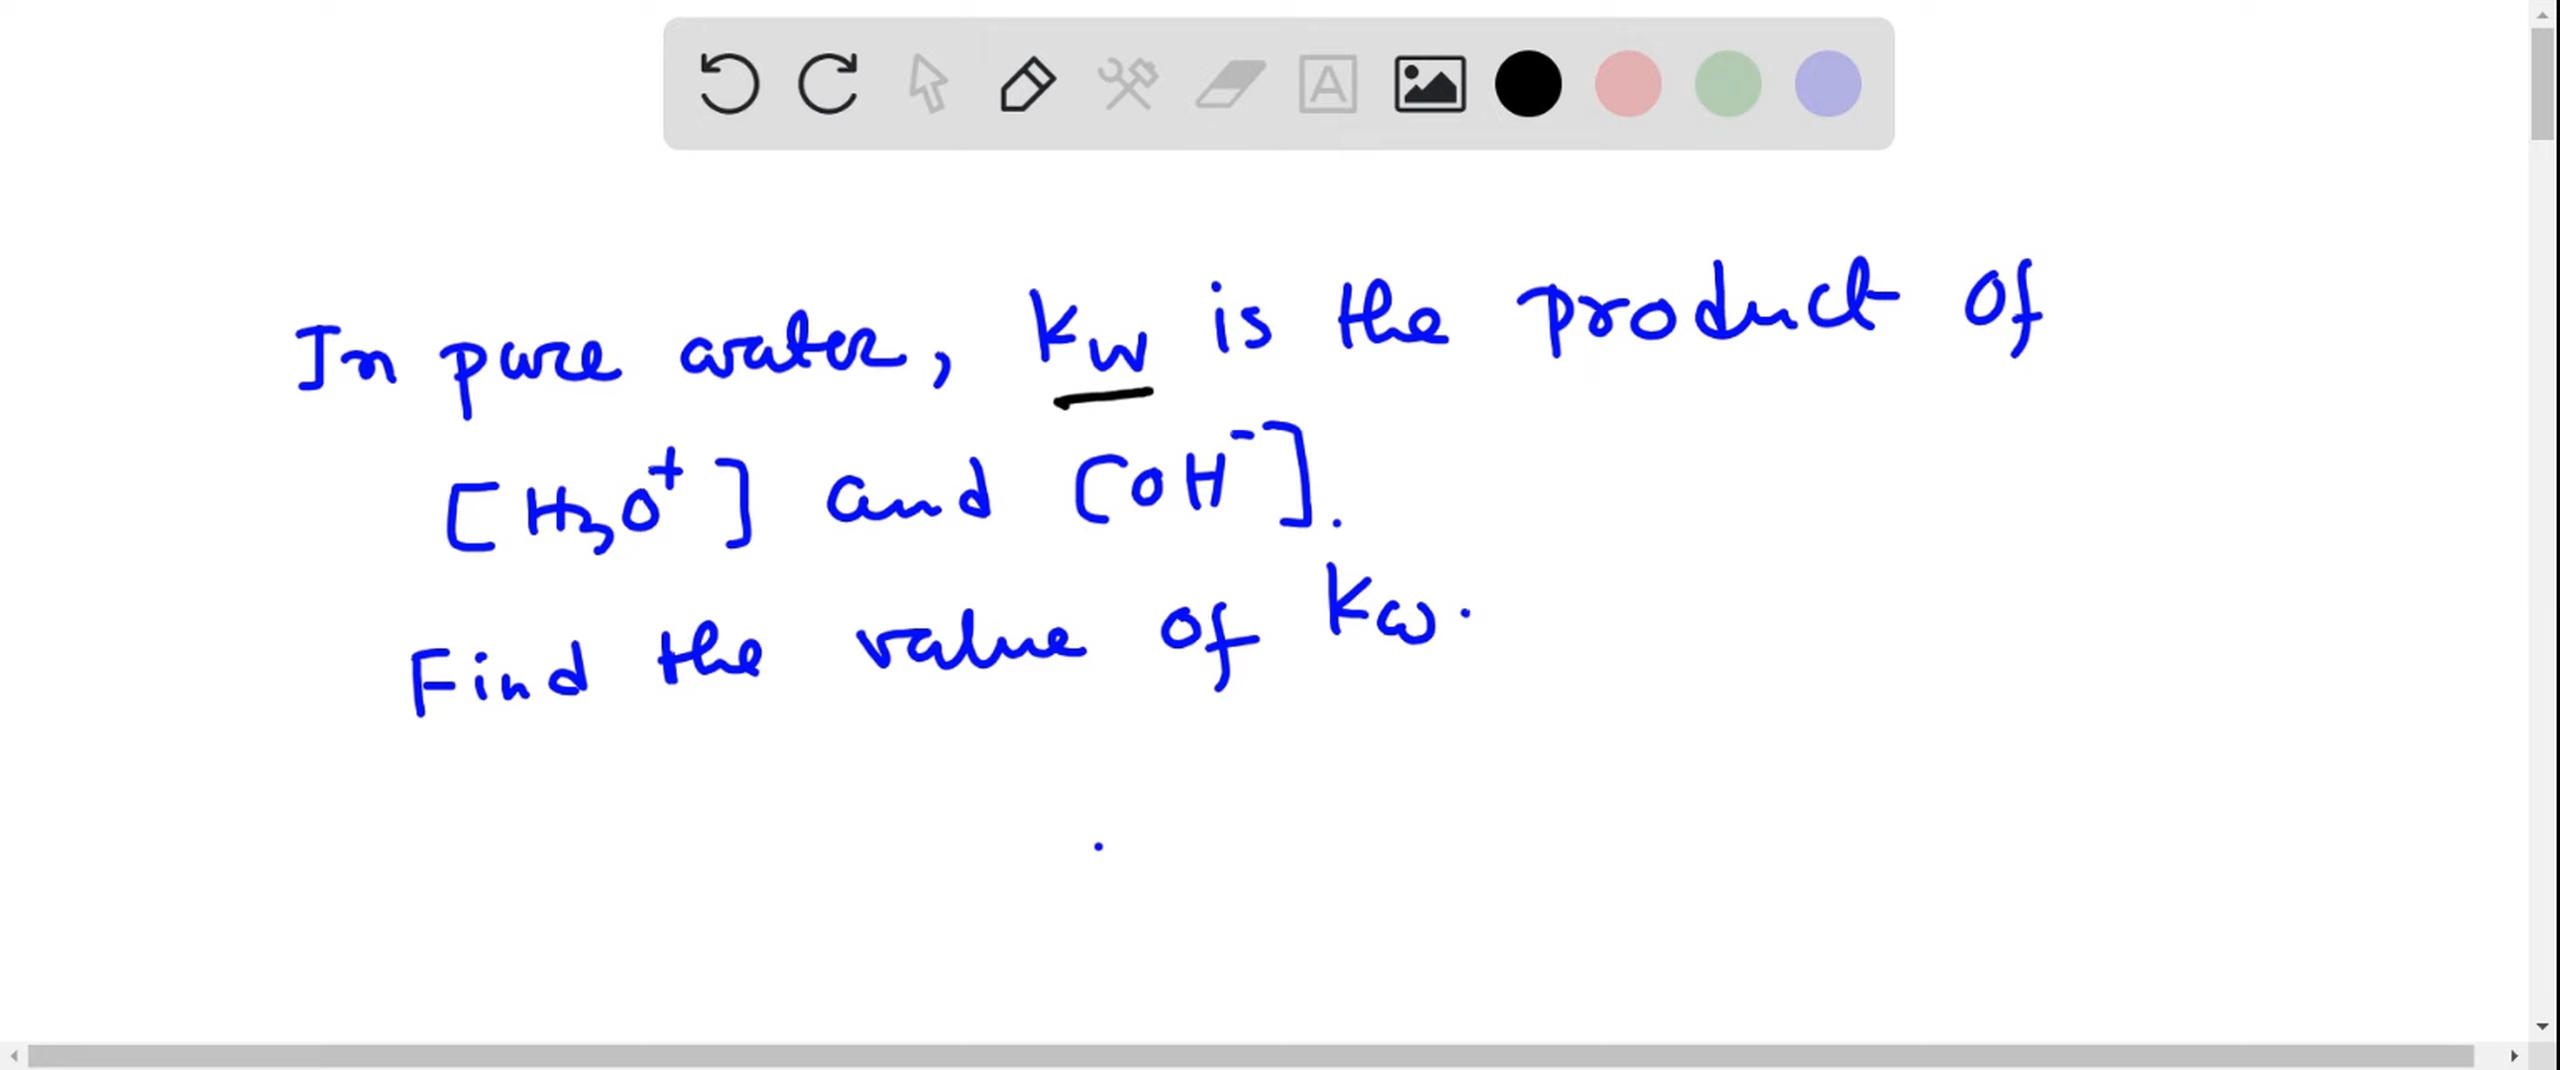 In pure water, Kw is the product of
[H₃O⁺] and [OH⁻].
Find the value of Kw.